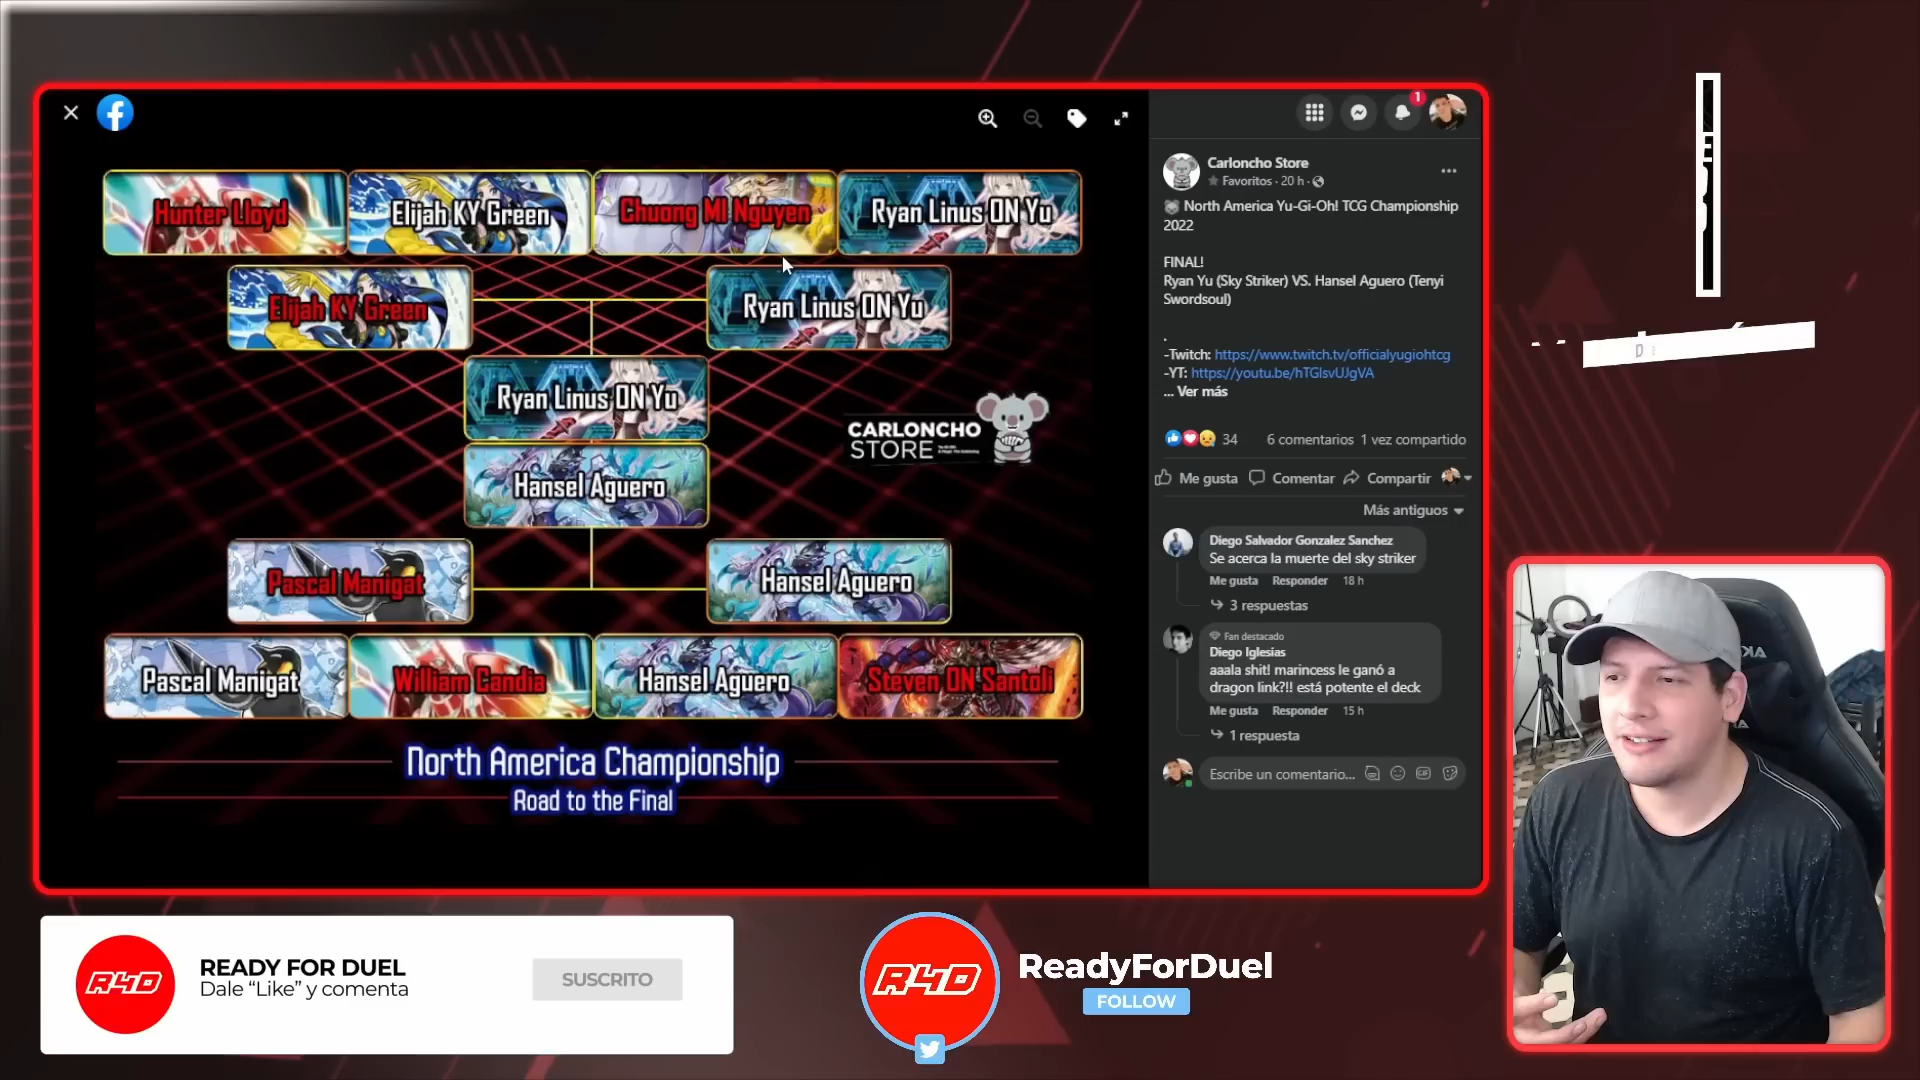 Hunter Lloyd
Elijah KY Green
Chuong MI Nguyen
Ryan Linus ON Yu
Elijah KY Green
Ryan Linus ON Yu
Ryan Linus ON Yu
CARLONCHO
STORE
Hansel Aguero
Pascal Manigat
Hansel Aguero
Pascal Manigat
William Candia
Hansel Aguero
Steven ON Santoli
North America Championship
Road to the Final
1
Carloncho Store
Favoritos · 20 h ·
North America Yu-Gi-Oh! TCG Championship
2022
FINAL!
Ryan Yu (Sky Striker) VS. Hansel Aguero (Tenyi
Swordsoul)
.
-Twitch: https://www.twitch.tv/officialyugiohtcg
-YT: https://youtu.be/hTGlsvUJgVA
... Ver más
34 6 comentarios 1 vez compartido
Me gusta Comentar Compartir
Más antiguos
Diego Salvador Gonzalez Sanchez
Se acerca la muerte del sky striker
Me gusta Responder 18 h
3 respuestas
Fan destacado
Diego Iglesias
aaala shit! marincess le ganó a
dragon link?!! está potente el deck
Me gusta Responder 15 h
1 respuesta
Escribe un comentario...
R4D
READY FOR DUEL
Dale “Like” y comenta
SUSCRITO
R4D
ReadyForDuel
FOLLOW